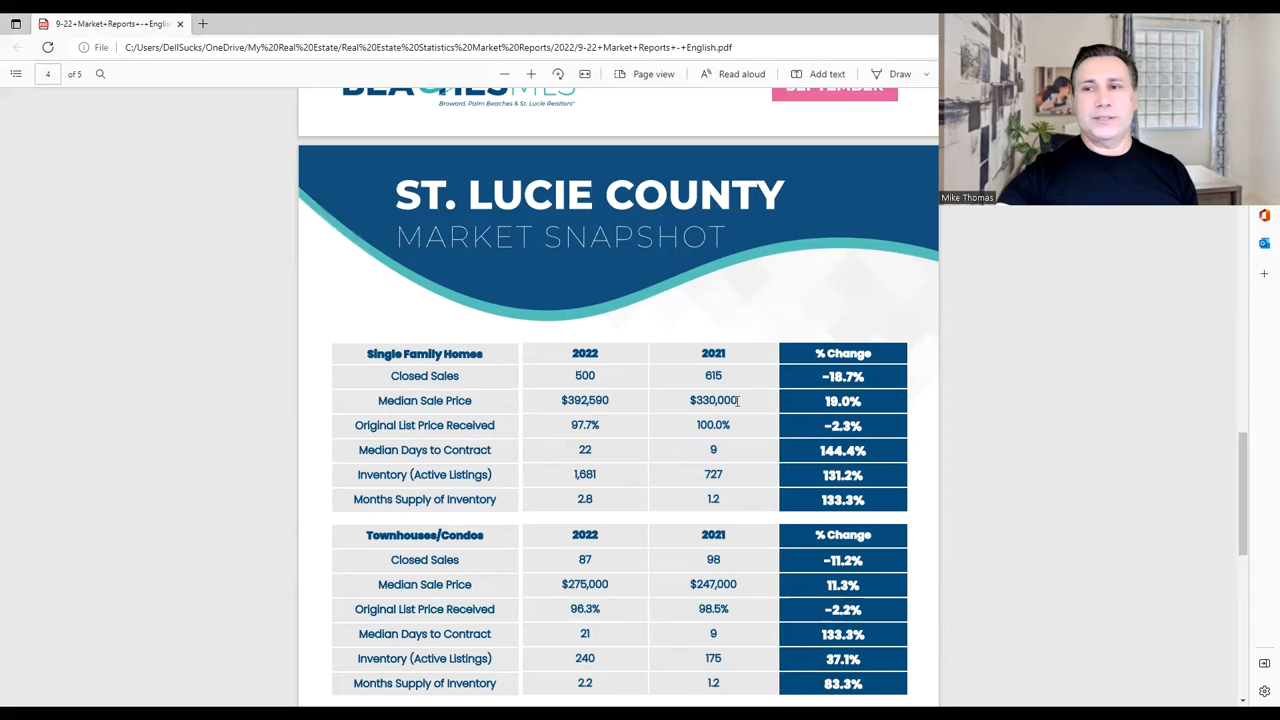 9-22+Market+Reports+-+Englis
File C:/Users/DellSucks/OneDrive/My%20Real%20Estate/Real%20Estate%20Statistics%20Market%20Reports/2022/9-22+Market+Reports+-+English.pdf
4 of 5 Page view Read aloud Add text Draw
BEACHESMLS SEPTEMBER
Broward, Palm Beaches & St. Lucie Realtors®
Mike Thomas
ST. LUCIE COUNTY
MARKET SNAPSHOT
Single Family Homes 2022 2021 % Change
Closed Sales 500 615 -18.7%
Median Sale Price $392,590 $330,000 19.0%
Original List Price Received 97.7% 100.0% -2.3%
Median Days to Contract 22 9 144.4%
Inventory (Active Listings) 1,681 727 131.2%
Months Supply of Inventory 2.8 1.2 133.3%
Townhouses/Condos 2022 2021 % Change
Closed Sales 87 98 -11.2%
Median Sale Price $275,000 $247,000 11.3%
Original List Price Received 96.3% 98.5% -2.2%
Median Days to Contract 21 9 133.3%
Inventory (Active Listings) 240 175 37.1%
Months Supply of Inventory 2.2 1.2 83.3%